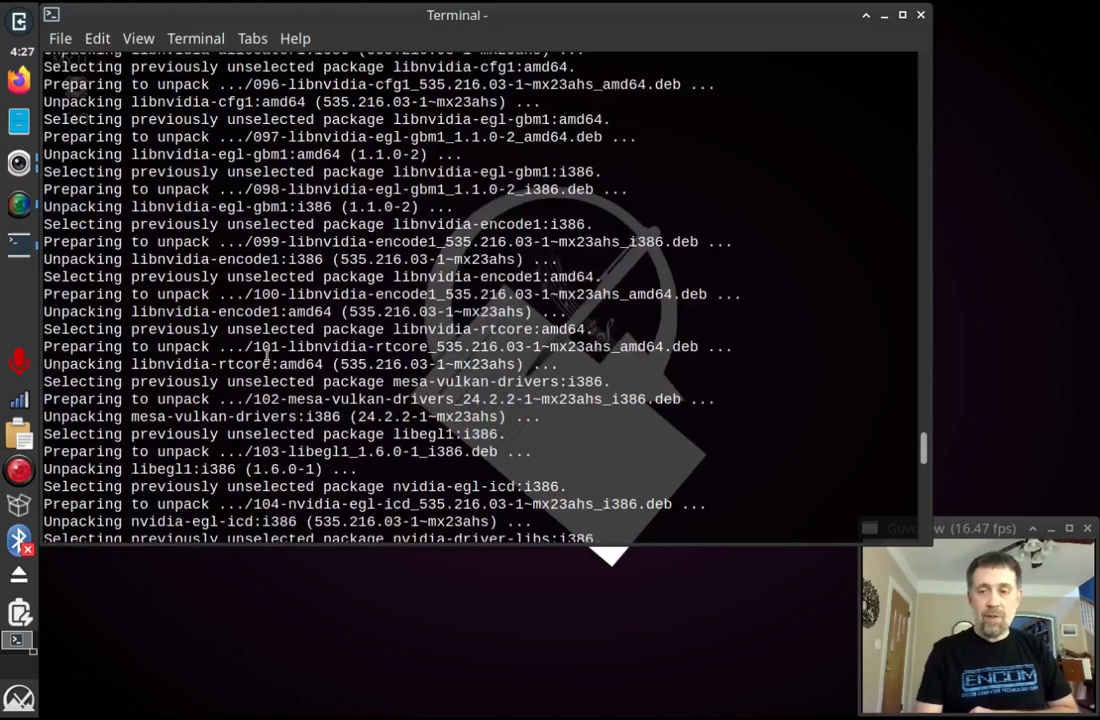 Terminal -
File Edit View Terminal Tabs Help
4:27
Selecting previously unselected package libnvidia-cfg1:amd64.
Preparing to unpack .../096-libnvidia-cfg1_535.216.03-1~mx23ahs_amd64.deb ...
Unpacking libnvidia-cfg1:amd64 (535.216.03-1~mx23ahs) ...
Selecting previously unselected package libnvidia-egl-gbm1:amd64.
Preparing to unpack .../097-libnvidia-egl-gbm1_1.1.0-2_amd64.deb ...
Unpacking libnvidia-egl-gbm1:amd64 (1.1.0-2) ...
Selecting previously unselected package libnvidia-egl-gbm1:i386.
Preparing to unpack .../098-libnvidia-egl-gbm1_1.1.0-2_i386.deb ...
Unpacking libnvidia-egl-gbm1:i386 (1.1.0-2) ...
Selecting previously unselected package libnvidia-encode1:i386.
Preparing to unpack .../099-libnvidia-encode1_535.216.03-1~mx23ahs_i386.deb ...
Unpacking libnvidia-encode1:i386 (535.216.03-1~mx23ahs) ...
Selecting previously unselected package libnvidia-encode1:amd64.
Preparing to unpack .../100-libnvidia-encode1_535.216.03-1~mx23ahs_amd64.deb ...
Unpacking libnvidia-encode1:amd64 (535.216.03-1~mx23ahs) ...
Selecting previously unselected package libnvidia-rtcore:amd64.
Preparing to unpack .../101-libnvidia-rtcore_535.216.03-1~mx23ahs_amd64.deb ...
Unpacking libnvidia-rtcore:amd64 (535.216.03-1~mx23ahs) ...
Selecting previously unselected package mesa-vulkan-drivers:i386.
Preparing to unpack .../102-mesa-vulkan-drivers_24.2.2-1~mx23ahs_i386.deb ...
Unpacking mesa-vulkan-drivers:i386 (24.2.2-1~mx23ahs) ...
Selecting previously unselected package libegl1:i386.
Preparing to unpack .../103-libegl1_1.6.0-1_i386.deb ...
Unpacking libegl1:i386 (1.6.0-1) ...
Selecting previously unselected package nvidia-egl-icd:i386.
Preparing to unpack .../104-nvidia-egl-icd_535.216.03-1~mx23ahs_i386.deb ...
Unpacking nvidia-egl-icd:i386 (535.216.03-1~mx23ahs) ...
Selecting previously unselected package nvidia-driver-libs:i386.
(16.47 fps)
ENCOM